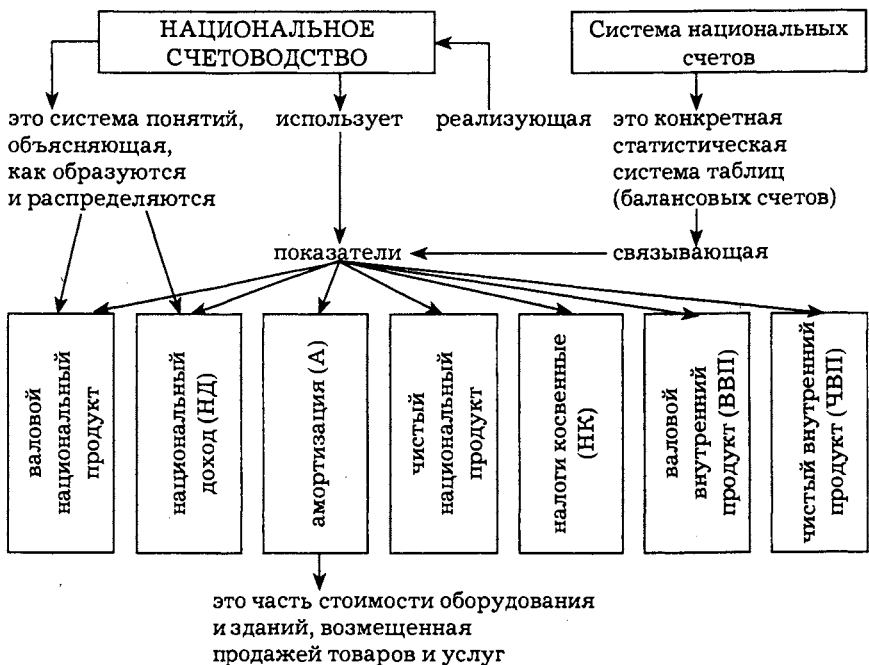 НАЦИОНАЛЬНОЕ
СЧЕТОВОДСТВО
Система национальных
счетов
это система понятий,
объясняющая,
как образуются
и распределяются
использует
реализующая
это конкретная
статистическая
система таблиц
(балансовых счетов)
показатели
связывающая
валовой
национальный
продукт
национальный
доход (НД)
амортизация (А)
чистый
национальный
продукт
налоги косвенные
(НК)
валовой
внутренний
продукт (ВВП)
чистый внутренний
продукт (ЧВП)
это часть стоимости оборудования
и зданий, возмещенная
продажей товаров и услуг